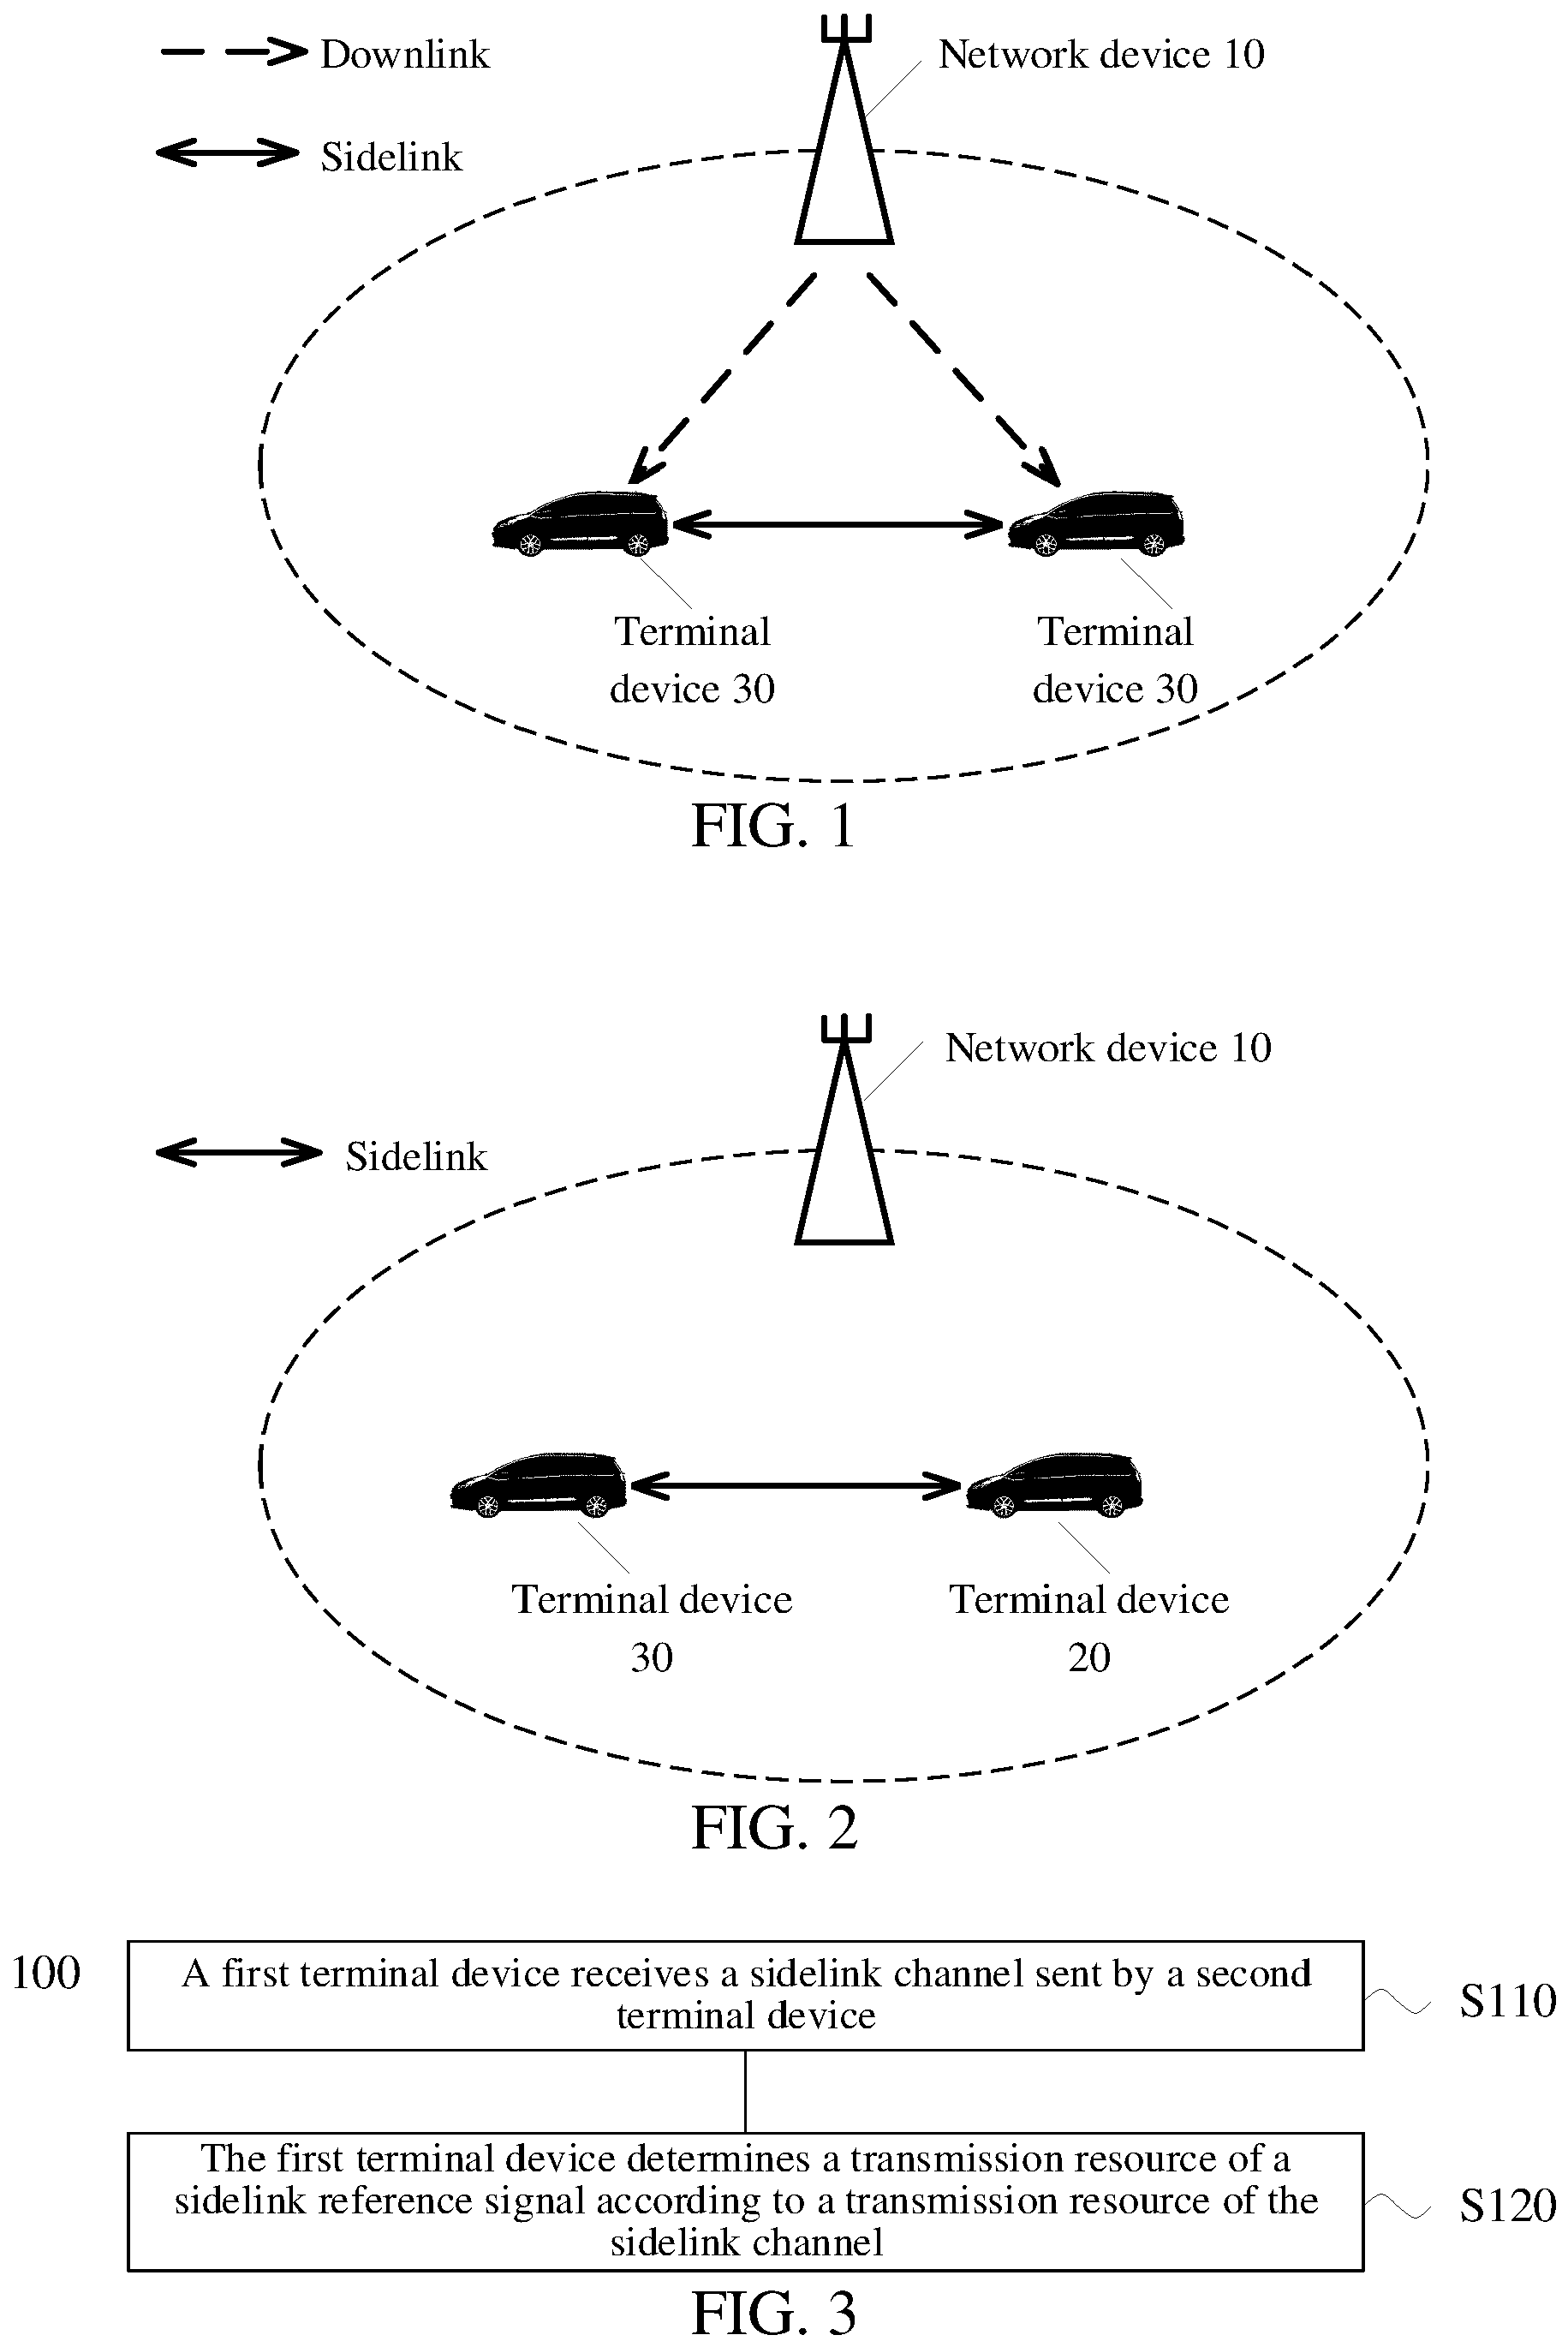 Downlink
Network device 10
Sidelink
Terminal
device 30
Terminal
device 30
FIG. 1
Network device 10
Sidelink
Terminal device
30
Terminal device
20
FIG. 2
100
A first terminal device receives a sidelink channel sent by a second
terminal device
S110
The first terminal device determines a transmission resource of a
sidelink reference signal according to a transmission resource of the
sidelink channel
S120
FIG. 3